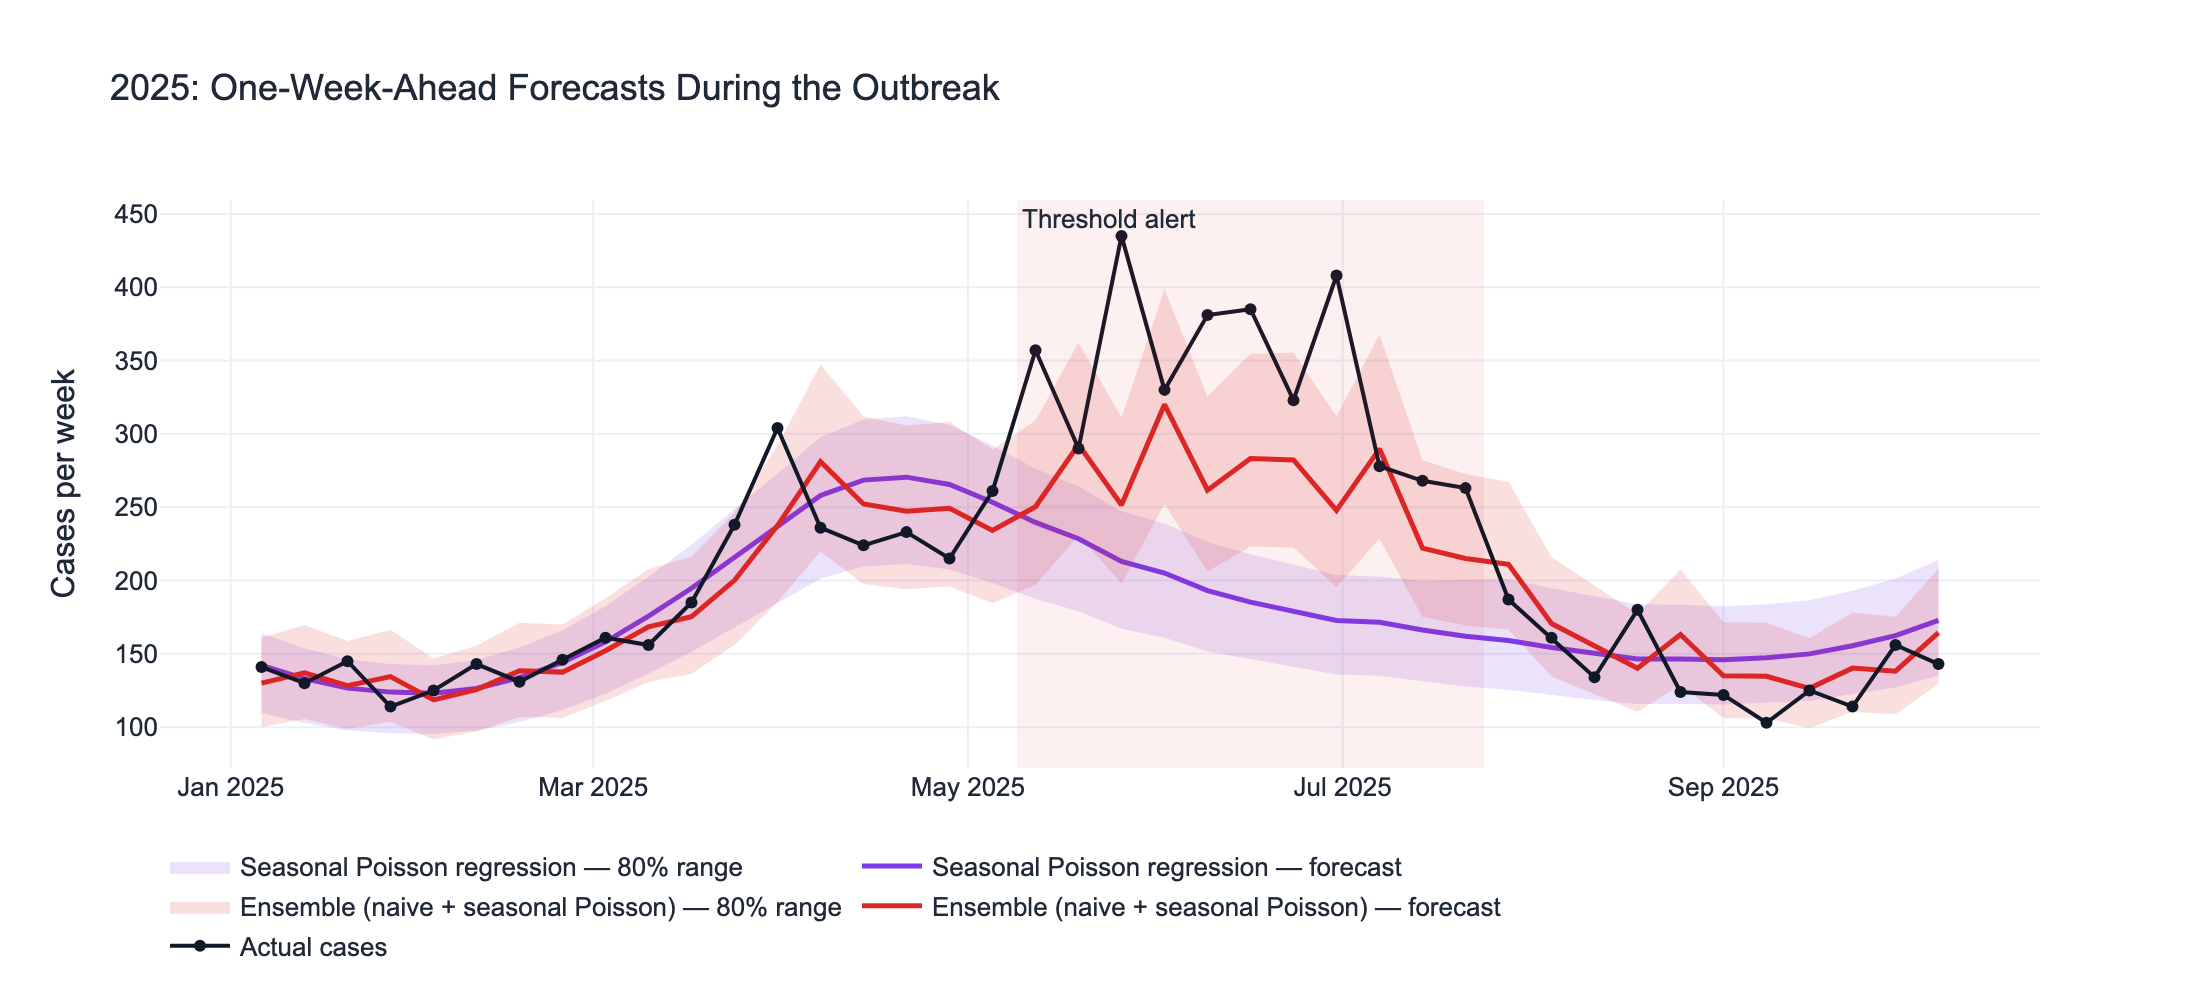 2025: One-Week-Ahead Forecasts During the Outbreak
Threshold alert
Cases per week
450
400
350
300
250
200
150
100
Jan 2025
Mar 2025
May 2025
Jul 2025
Sep 2025
Seasonal Poisson regression — 80% range
Seasonal Poisson regression — forecast
Ensemble (naive + seasonal Poisson) — 80% range
Ensemble (naive + seasonal Poisson) — forecast
Actual cases